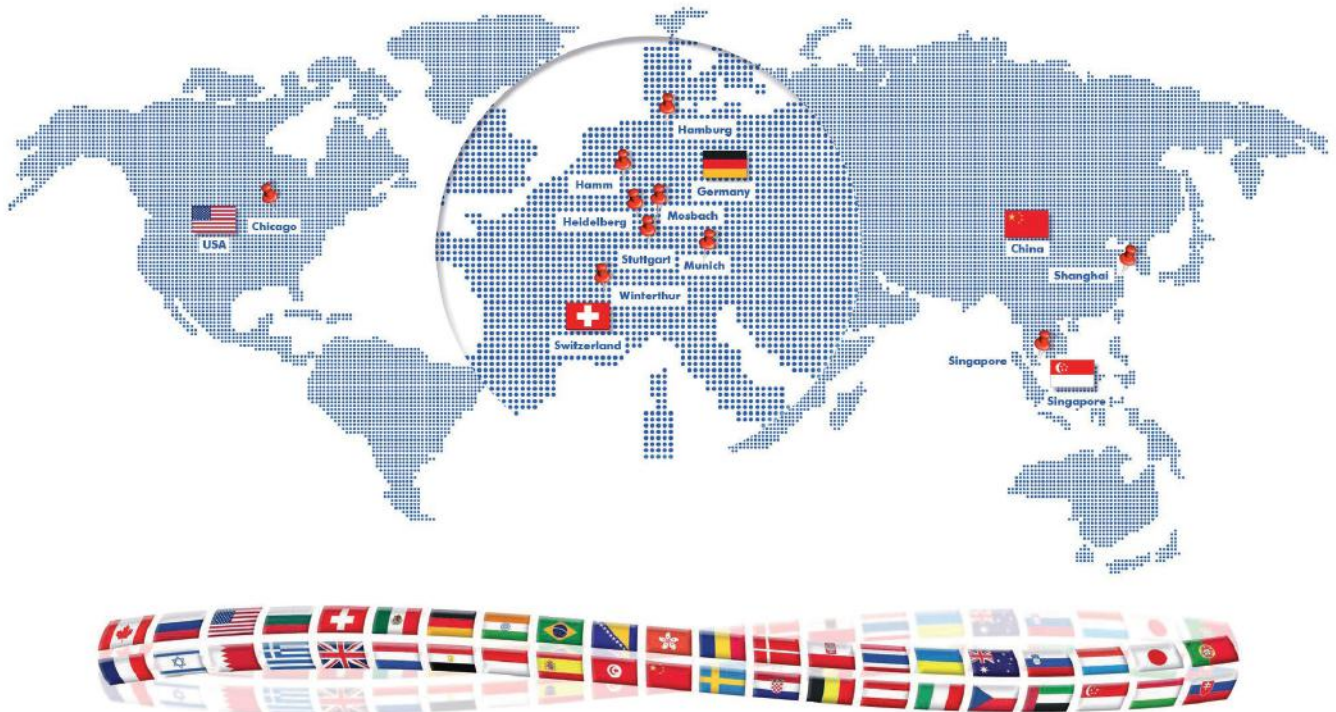 Hamburg
Hamm
Germany
Heidelberg
Mosbach
Chicago
USA
Stuttgart
Munich
China
Shanghai
Winterthur
Switzerland
Singapore
Singapore